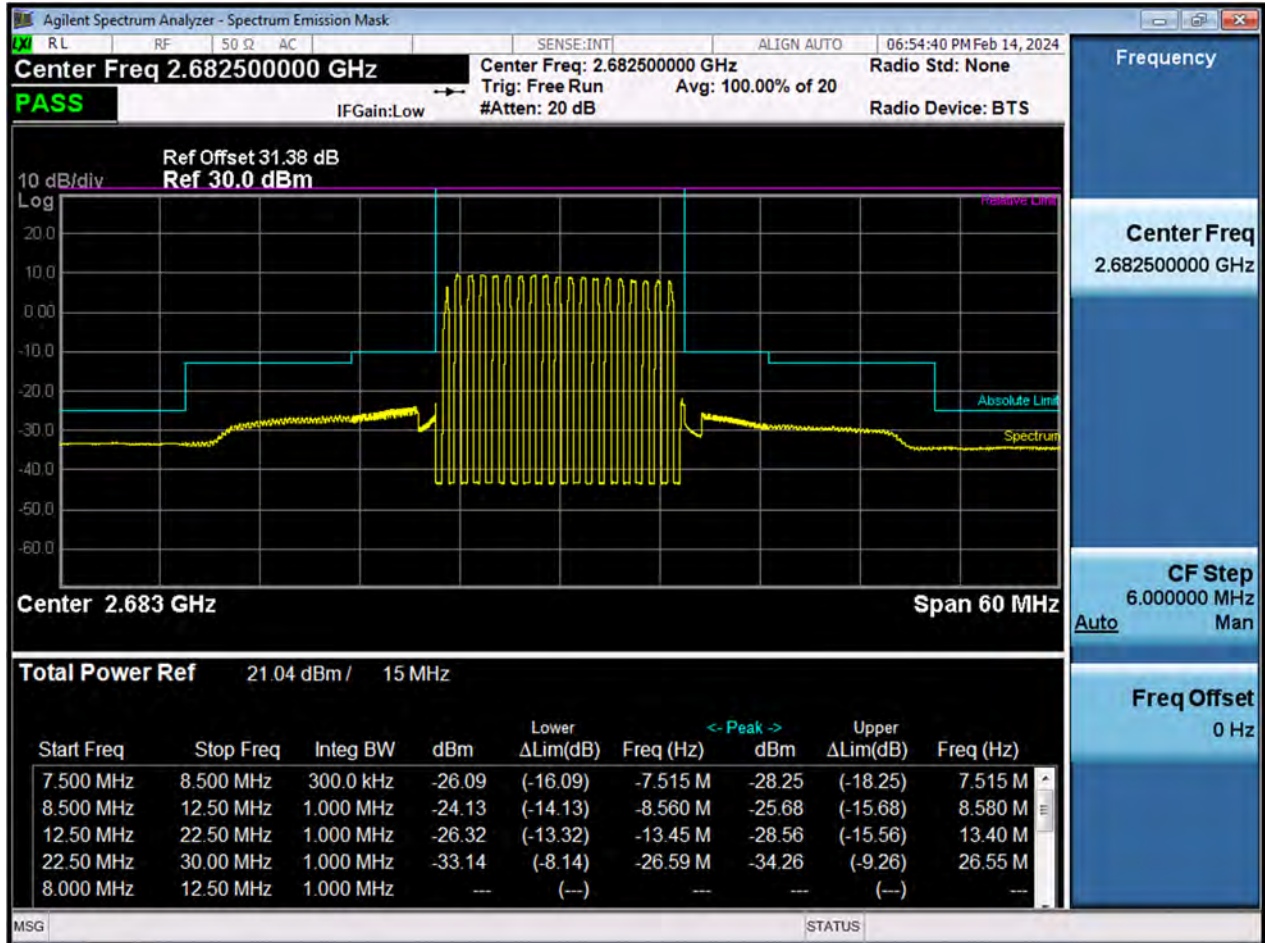 Agilent Spectrum Analyzer - Spectrum Emission Mask
LXI RL RF 50 Ω AC SENSE:INT ALIGN AUTO 06:54:40 PM Feb 14, 2024
Center Freq 2.682500000 GHz
Center Freq: 2.682500000 GHz
Radio Std: None
Trig: Free Run
Avg: 100.00% of 20
PASS
IFGain:Low
#Atten: 20 dB
Radio Device: BTS
Ref Offset 31.38 dB
10 dB/div Ref 30.0 dBm
Log
Relative Limit
20.0
10.0
0.00
-10.0
-20.0
Absolute Limit
-30.0
Spectrum
-40.0
-50.0
-60.0
Center 2.683 GHz Span 60 MHz
Total Power Ref 21.04 dBm / 15 MHz
Lower <- Peak -> Upper
Start Freq Stop Freq Integ BW dBm ΔLim(dB) Freq (Hz) dBm ΔLim(dB) Freq (Hz)
7.500 MHz 8.500 MHz 300.0 kHz -26.09 (-16.09) -7.515 M -28.25 (-18.25) 7.515 M
8.500 MHz 12.50 MHz 1.000 MHz -24.13 (-14.13) -8.560 M -25.68 (-15.68) 8.580 M
12.50 MHz 22.50 MHz 1.000 MHz -26.32 (-13.32) -13.45 M -28.56 (-15.56) 13.40 M
22.50 MHz 30.00 MHz 1.000 MHz -33.14 (-8.14) -26.59 M -34.26 (-9.26) 26.55 M
8.000 MHz 12.50 MHz 1.000 MHz --- (---) --- --- (---) ---
MSG STATUS
Frequency
Center Freq
2.682500000 GHz
CF Step
6.000000 MHz
Auto Man
Freq Offset
0 Hz